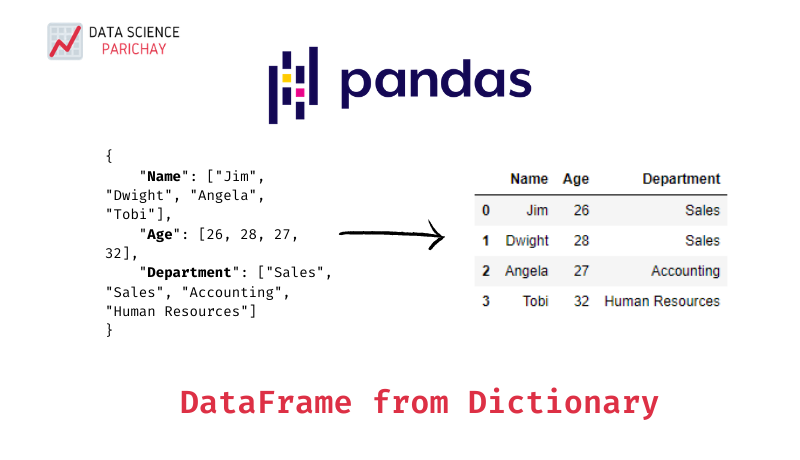 DATA SCIENCE
PARICHAY
pandas
{
    "Name": ["Jim",
"Dwight", "Angela",
"Tobi"],
    "Age": [26, 28, 27,
32],
    "Department": ["Sales",
"Sales", "Accounting",
"Human Resources"]
}
Name Age Department
0 Jim 26 Sales
1 Dwight 28 Sales
2 Angela 27 Accounting
3 Tobi 32 Human Resources
DataFrame from Dictionary